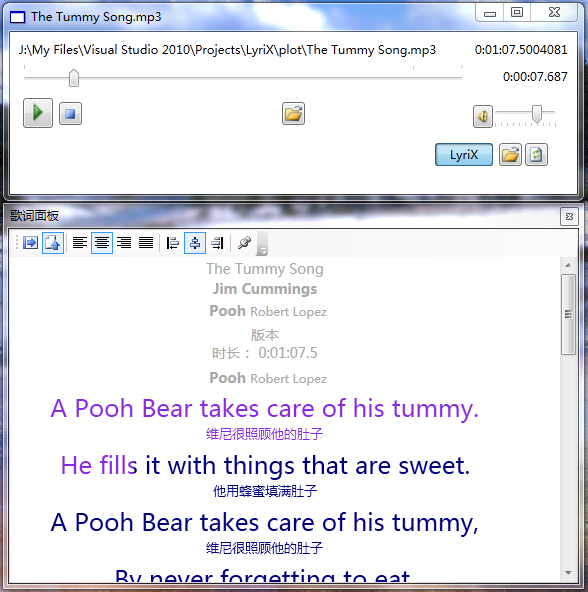 The Tummy Song.mp3
J:\My Files\Visual Studio 2010\Projects\LyriX\plot\The Tummy Song.mp3
0:01:07.5004081
0:00:07.687
LyriX
歌词面板
The Tummy Song
Jim Cummings
Pooh Robert Lopez
版本
时长： 0:01:07.5
Pooh Robert Lopez
A Pooh Bear takes care of his tummy.
维尼很照顾他的肚子
He fills it with things that are sweet.
他用蜂蜜填满肚子
A Pooh Bear takes care of his tummy,
维尼很照顾他的肚子
By never forgetting to eat